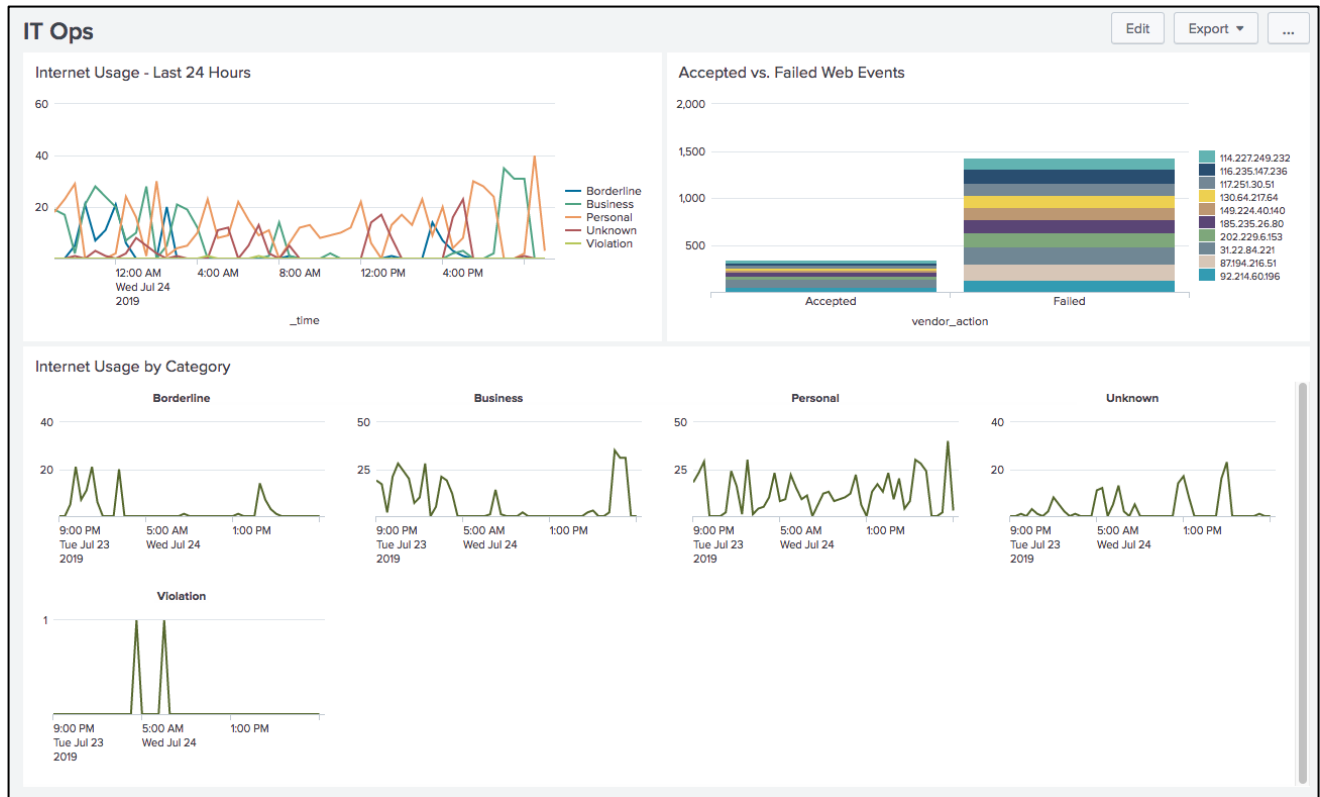 IT Ops
Edit
Export
...
Internet Usage - Last 24 Hours
60
40
20
12:00 AM
Wed Jul 24
2019
4:00 AM
8:00 AM
12:00 PM
4:00 PM
_time
Borderline
Business
Personal
Unknown
Violation
Accepted vs. Failed Web Events
2,000
1,500
1,000
500
Accepted
Failed
vendor_action
114.227.249.232
116.235.147.236
117.251.30.51
130.64.217.64
149.224.40.140
185.235.26.80
202.229.6.153
31.22.84.221
87.194.216.51
92.214.60.196
Internet Usage by Category
Borderline
40
20
9:00 PM
Tue Jul 23
2019
5:00 AM
Wed Jul 24
1:00 PM
Business
50
25
9:00 PM
Tue Jul 23
2019
5:00 AM
Wed Jul 24
1:00 PM
Personal
50
25
9:00 PM
Tue Jul 23
2019
5:00 AM
Wed Jul 24
1:00 PM
Unknown
40
20
9:00 PM
Tue Jul 23
2019
5:00 AM
Wed Jul 24
1:00 PM
Violation
1
9:00 PM
Tue Jul 23
2019
5:00 AM
Wed Jul 24
1:00 PM